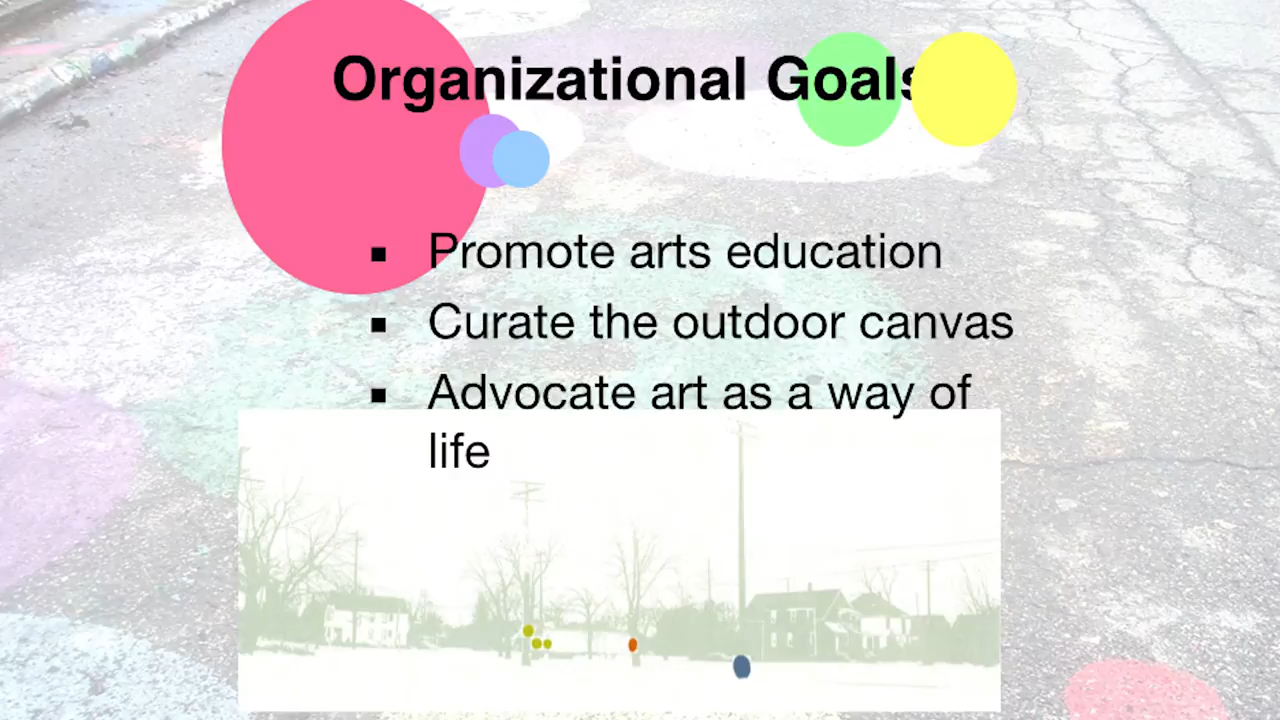 Organizational Goals
▪ Promote arts education
▪ Curate the outdoor canvas
▪ Advocate art as a way of
life